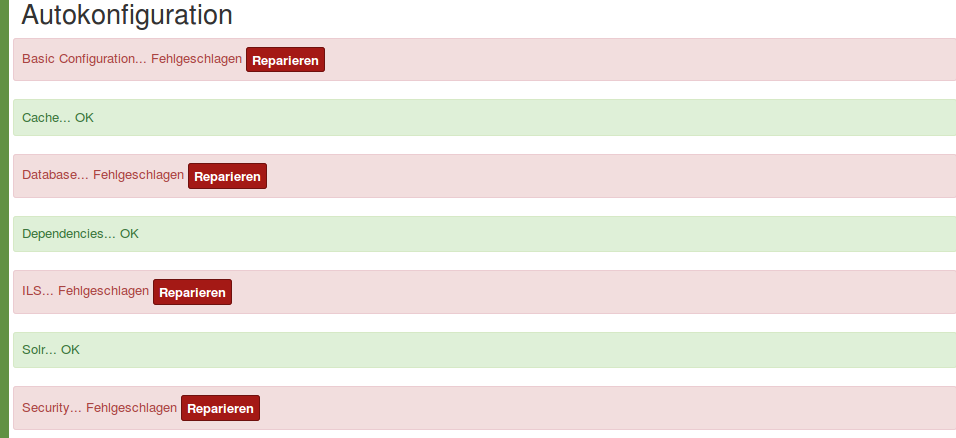 Autokonfiguration
Basic Configuration... Fehlgeschlagen Reparieren
Cache... OK
Database... Fehlgeschlagen Reparieren
Dependencies... OK
ILS... Fehlgeschlagen Reparieren
Solr... OK
Security... Fehlgeschlagen Reparieren